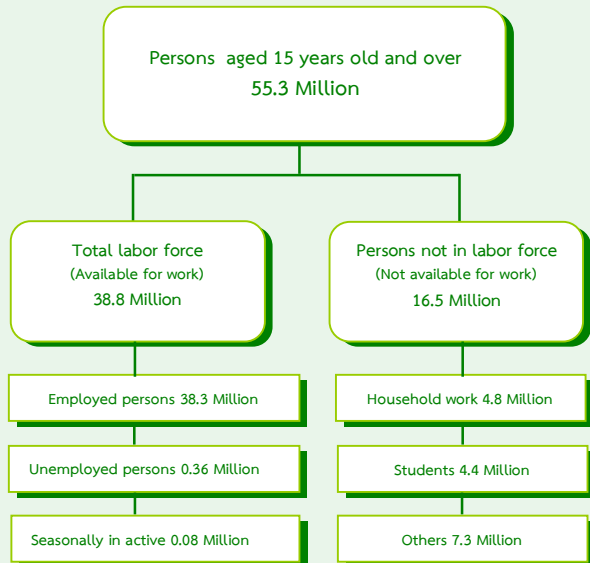 Persons aged 15 years old and over
55.3 Million
Total labor force
(Available for work)
38.8 Million
Persons not in labor force
(Not available for work)
16.5 Million
Employed persons 38.3 Million
Household work 4.8 Million
Unemployed persons 0.36 Million
Students 4.4 Million
Seasonally in active 0.08 Million
Others 7.3 Million